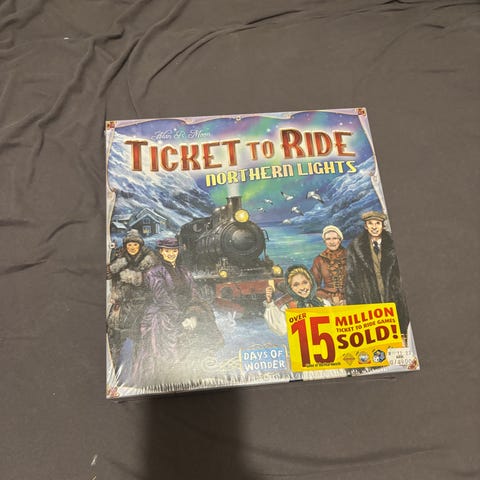 Alan R. Moon
TICKET TO RIDE
NORTHERN LIGHTS
DAYS OF
WONDER
OVER
15 MILLION
TICKET TO RIDE GAMES
SOLD!